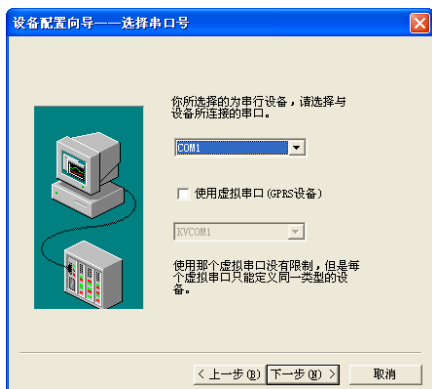 设备配置向导——选择串口号
你所选择的为串行设备，请选择与
设备所连接的串口。
COM1
使用虚拟串口(GPRS设备)
KVCOM1
使用那个虚拟串口没有限制，但是每
个虚拟串口只能定义同一类型的设
备。
< 上一步(B) 下一步(N) > 取消